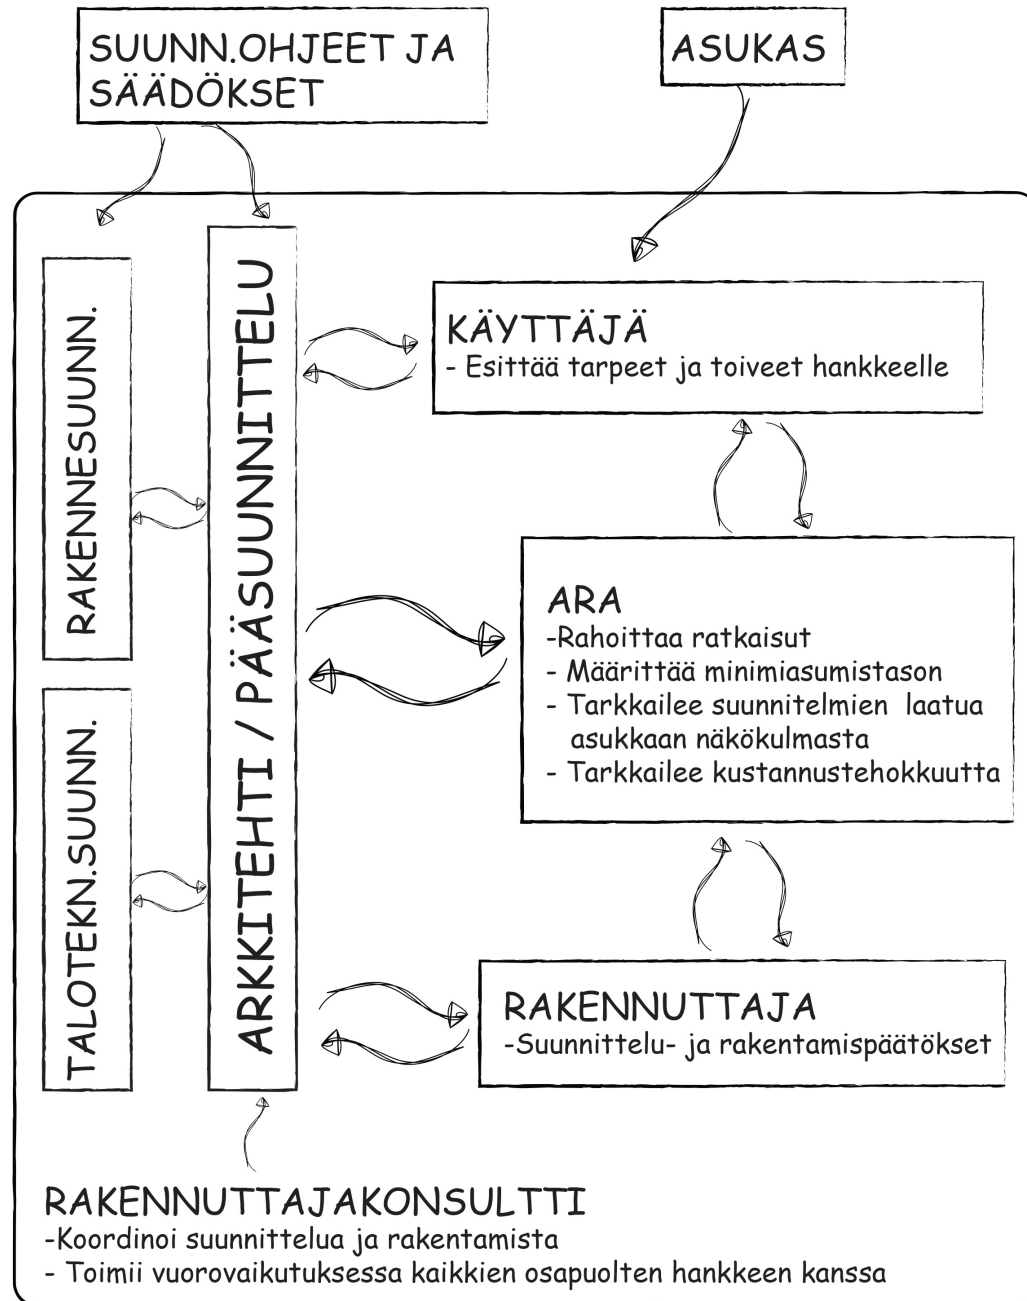 SUUNN.OHJEET JA
SÄÄDÖKSET
ASUKAS
RAKENNESUUNN.
TALOTEKN.SUUNN.
ARKKITEHTI / PÄÄSUUNNITTELU
KÄYTTÄJÄ
- Esittää tarpeet ja toiveet hankkeelle
ARA
-Rahoittaa ratkaisut
- Määrittää minimiasumistason
- Tarkkailee suunnitelmien laatua
asukkaan näkökulmasta
- Tarkkailee kustannustehokkuutta
RAKENNUTTAJA
-Suunnittelu- ja rakentamispäätökset
RAKENNUTTAJAKONSULTTI
-Koordinoi suunnittelua ja rakentamista
- Toimii vuorovaikutuksessa kaikkien osapuolten hankkeen kanssa